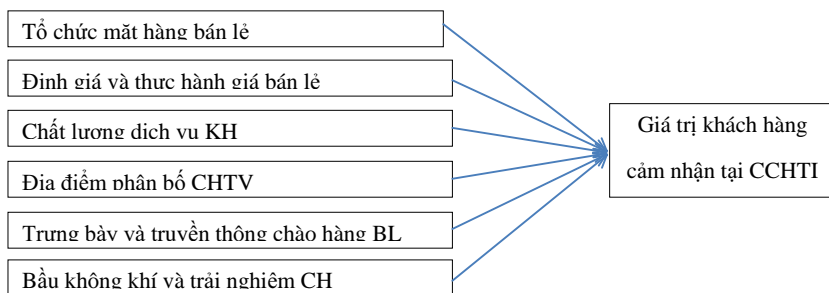 Tổ chức mặt hàng bán lẻ
Định giá và thực hành giá bán lẻ
Chất lượng dịch vụ KH
Địa điểm phân bố CHTV
Trưng bày và truyền thông chào hàng BL
Bầu không khí và trải nghiệm CH
Giá trị khách hàng
cảm nhận tại CCHTI